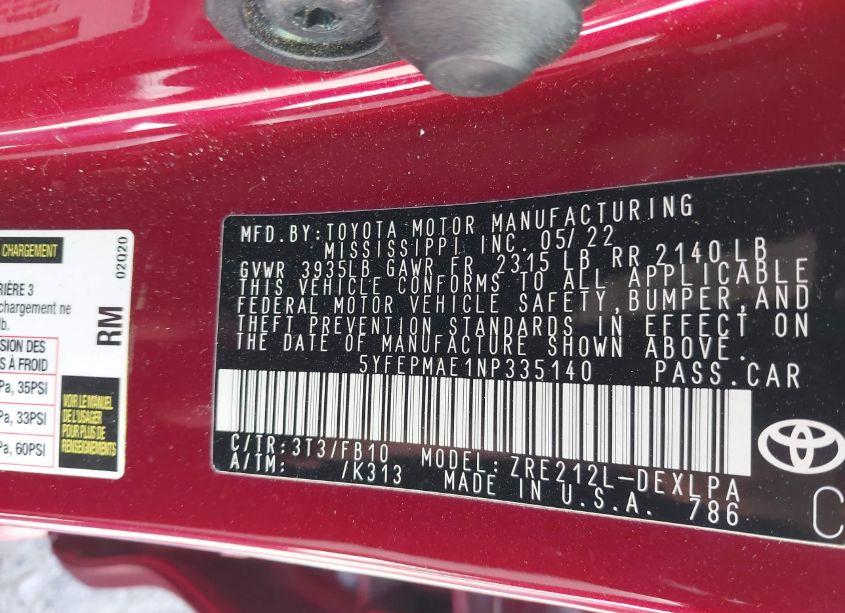 CHARGEMENT
RIÈRE 3
chargement ne
lb.
SION DES
S À FROID
Pa, 35PSI
Pa, 33PSI
Pa, 60PSI
RM
02020
VOIR LE MANUEL
DE L'USAGER
POUR PLUS DE
RENSEIGNEMENTS
MFD.BY:TOYOTA MOTOR MANUFACTURING
MISSISSIPPI, INC. 05/22
GVWR 3935LB GAWR FR 2315 LB RR 2140 LB
THIS VEHICLE CONFORMS TO ALL APPLICABLE
FEDERAL MOTOR VEHICLE SAFETY,BUMPER,AND
THEFT PREVENTION STANDARDS IN EFFECT ON
THE DATE OF MANUFACTURE SHOWN ABOVE.
5YFEPMAE1NP335140 PASS.CAR
C/TR:3T3/FB10 MODEL:ZRE212L-DEXLPA
A/TM: /K313 MADE IN U.S.A. 786
C